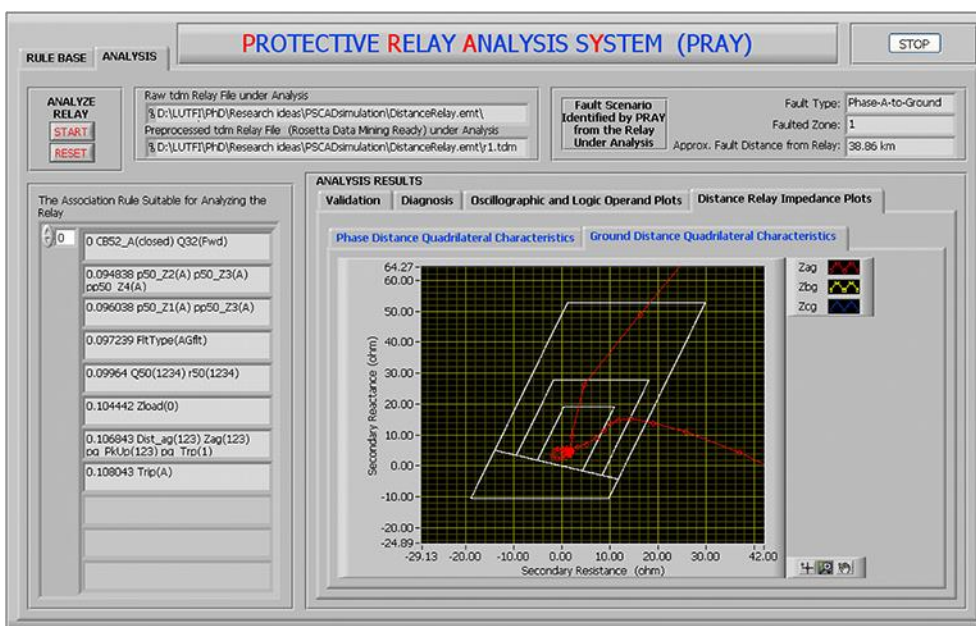 PROTECTIVE RELAY ANALYSIS SYSTEM (PRAY)
STOP
RULE BASE
ANALYSIS
ANALYZE
RELAY
START
RESET
Raw tdm Relay File under Analysis
D:\LUTFI\PhD\Research ideas\PSCADsimulation\DistanceRelay.emt\
Preprocessed tdm Relay File (Rosetta Data Mining Ready) under Analysis
D:\LUTFI\PhD\Research ideas\PSCADsimulation\DistanceRelay.emt\r1.tdm
Fault Scenario
Identified by PRAY
from the Relay
Under Analysis
Fault Type: Phase-A-to-Ground
Faulted Zone: 1
Approx. Fault Distance from Relay: 38.86 km
The Association Rule Suitable for Analyzing the
Relay
0
0 CB52_A(closed) Q32(Fwd)
0.094838 p50_Z2(A) p50_Z3(A)
pp50_Z4(A)
0.096038 p50_Z1(A) pp50_Z3(A)
0.097239 FltType(AGflt)
0.09964 Q50(1234) r50(1234)
0.104442 Zload(0)
0.106843 Dist_ag(123) Zag(123)
pg_PkUp(123) pg_Trp(1)
0.108043 Trip(A)
ANALYSIS RESULTS
Validation
Diagnosis
Oscillographic and Logic Operand Plots
Distance Relay Impedance Plots
Phase Distance Quadrilateral Characteristics
Ground Distance Quadrilateral Characteristics
Secondary Reactance (ohm)
64.27
60.00
40.00
30.00
20.00
10.00
0.00
-10.00
-20.00
-24.89
-29.13 -20.00 -10.00 0.00 10.00 20.00 30.00 42.00
Secondary Resistance (ohm)
Zag
Zbg
Zcg